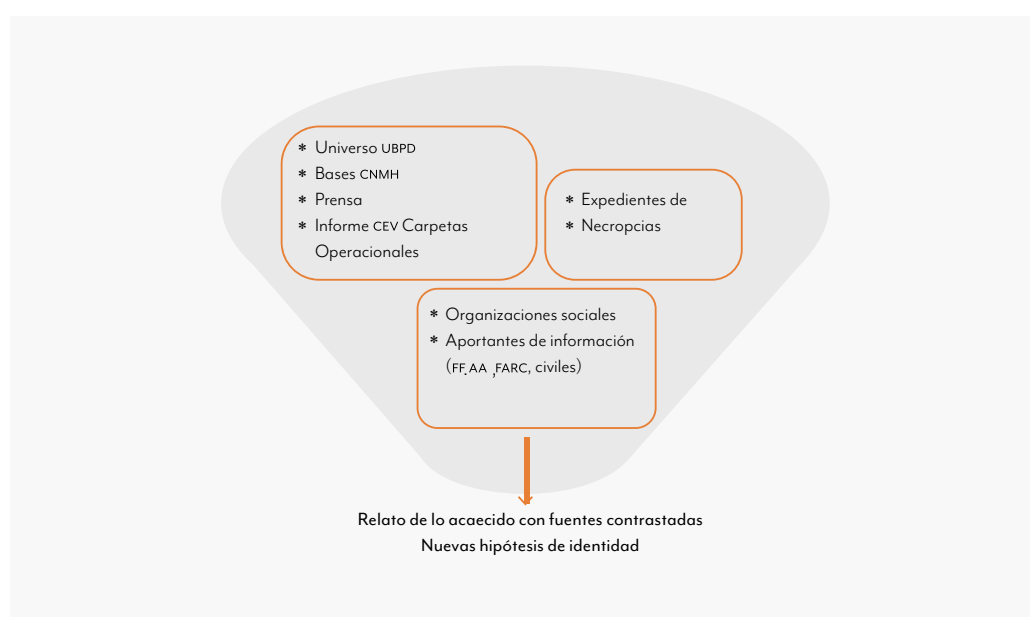 * Universo UBPD
* Bases CNMH
* Prensa
* Informe CEV Carpetas
Operacionales
* Expedientes de
* Necropcias
* Organizaciones sociales
* Aportantes de información
(FF.AA ,FARC, civiles)
Relato de lo acaecido con fuentes contrastadas
Nuevas hipótesis de identidad